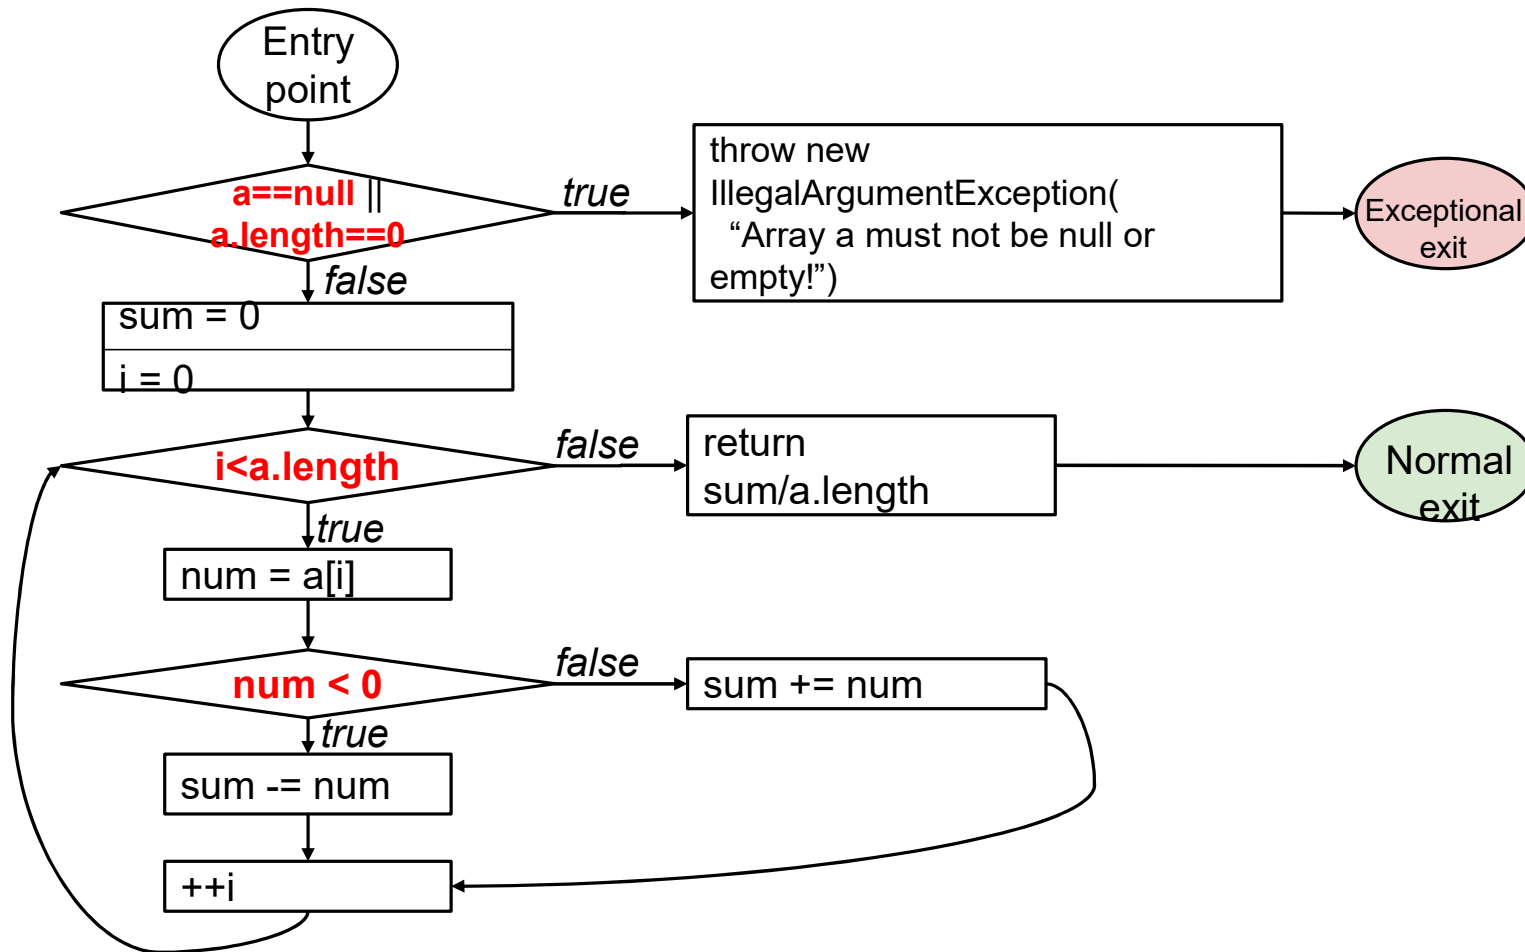 Entry
point
a==null ||
a.length==0
true
throw new
IllegalArgumentException(
“Array a must not be null or
empty!”)
Exceptional
exit
false
sum = 0
i = 0
i<a.length
false
return
sum/a.length
Normal
exit
true
num = a[i]
num < 0
false
sum += num
true
sum -= num
++i